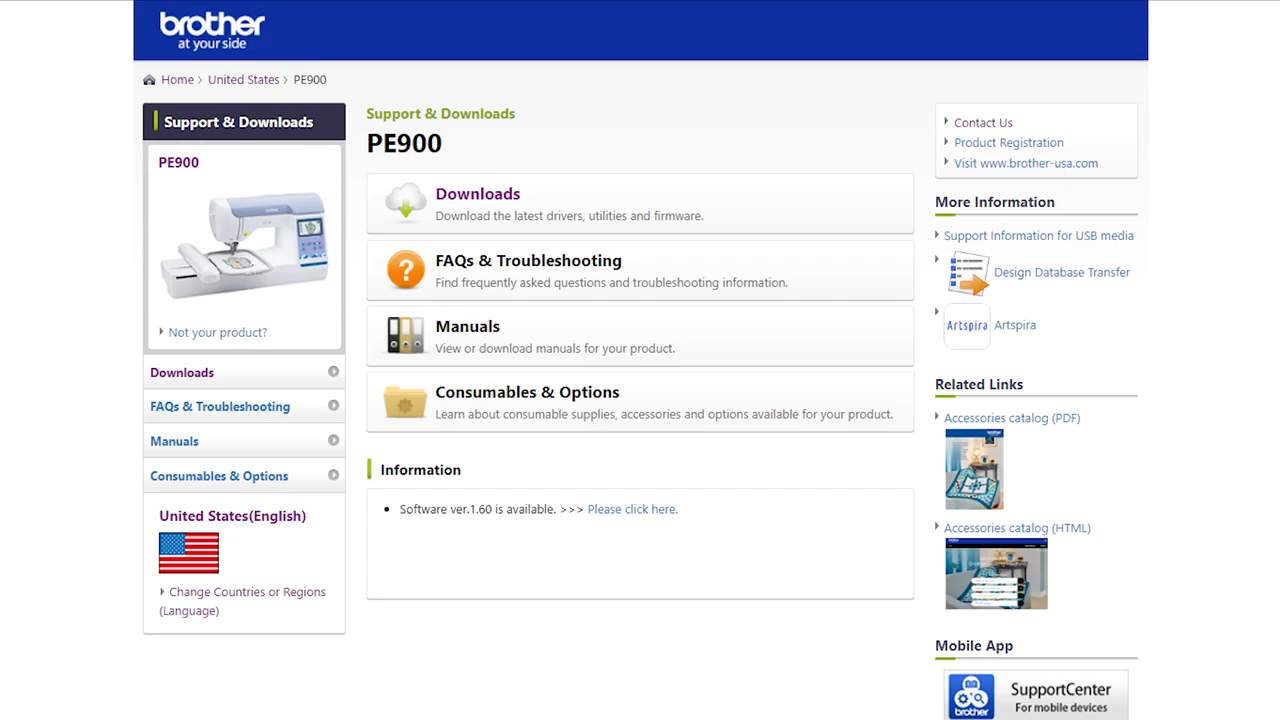 brother
at your side
Home > United States > PE900
Support & Downloads
PE900
Not your product?
Downloads
FAQs & Troubleshooting
Manuals
Consumables & Options
United States(English)
Change Countries or Regions
(Language)
Support & Downloads
PE900
Downloads
Download the latest drivers, utilities and firmware.
FAQs & Troubleshooting
Find frequently asked questions and troubleshooting information.
Manuals
View or download manuals for your product.
Consumables & Options
Learn about consumable supplies, accessories and options available for your product.
Information
Software ver.1.60 is available. >>> Please click here.
Contact Us
Product Registration
Visit www.brother-usa.com
More Information
Support Information for USB media
Design Database Transfer
Artspira Artspira
Related Links
Accessories catalog (PDF)
Accessories catalog (HTML)
Mobile App
SupportCenter
For mobile devices
brother